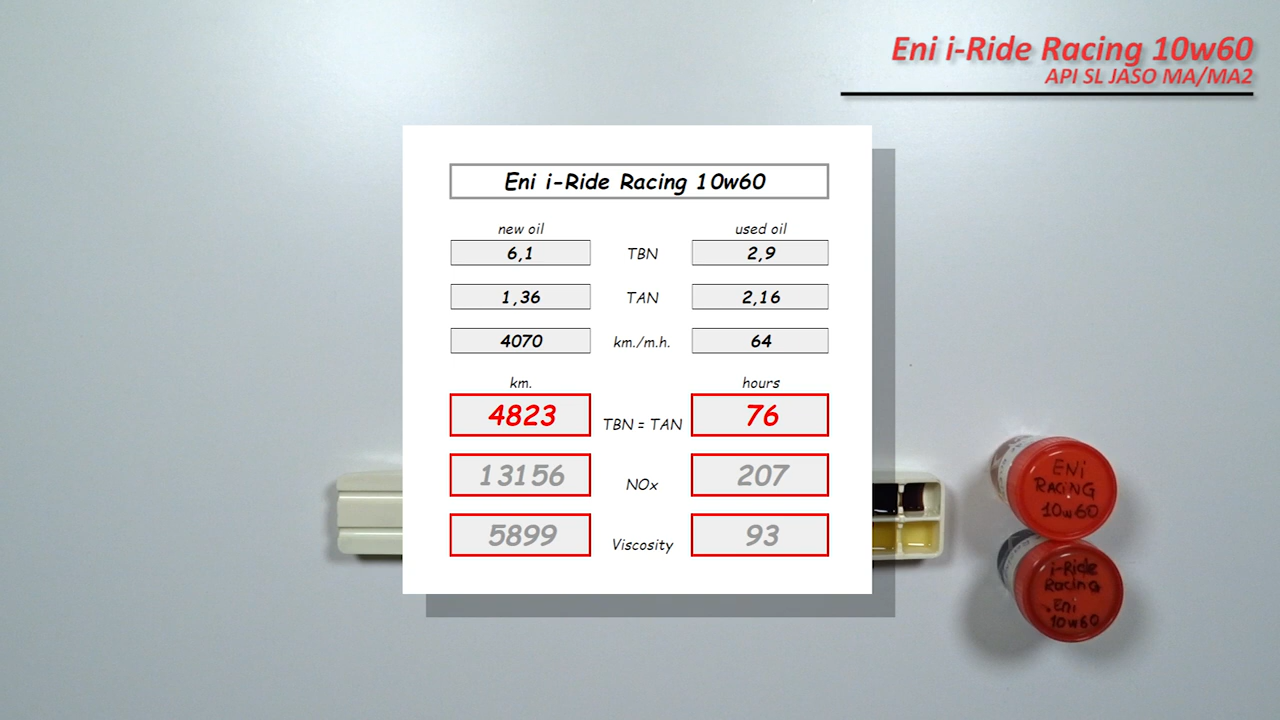 Eni i-Ride Racing 10w60
API SL JASO MA/MA2
Eni i-Ride Racing 10w60
new oil used oil
6,1 TBN 2,9
1,36 TAN 2,16
4070 km./m.h. 64
km. hours
4823 TBN = TAN 76
13156 NOx 207
5899 Viscosity 93
ENi
RACiNG
10w60
i-Ride
Racing
Eni
10w60